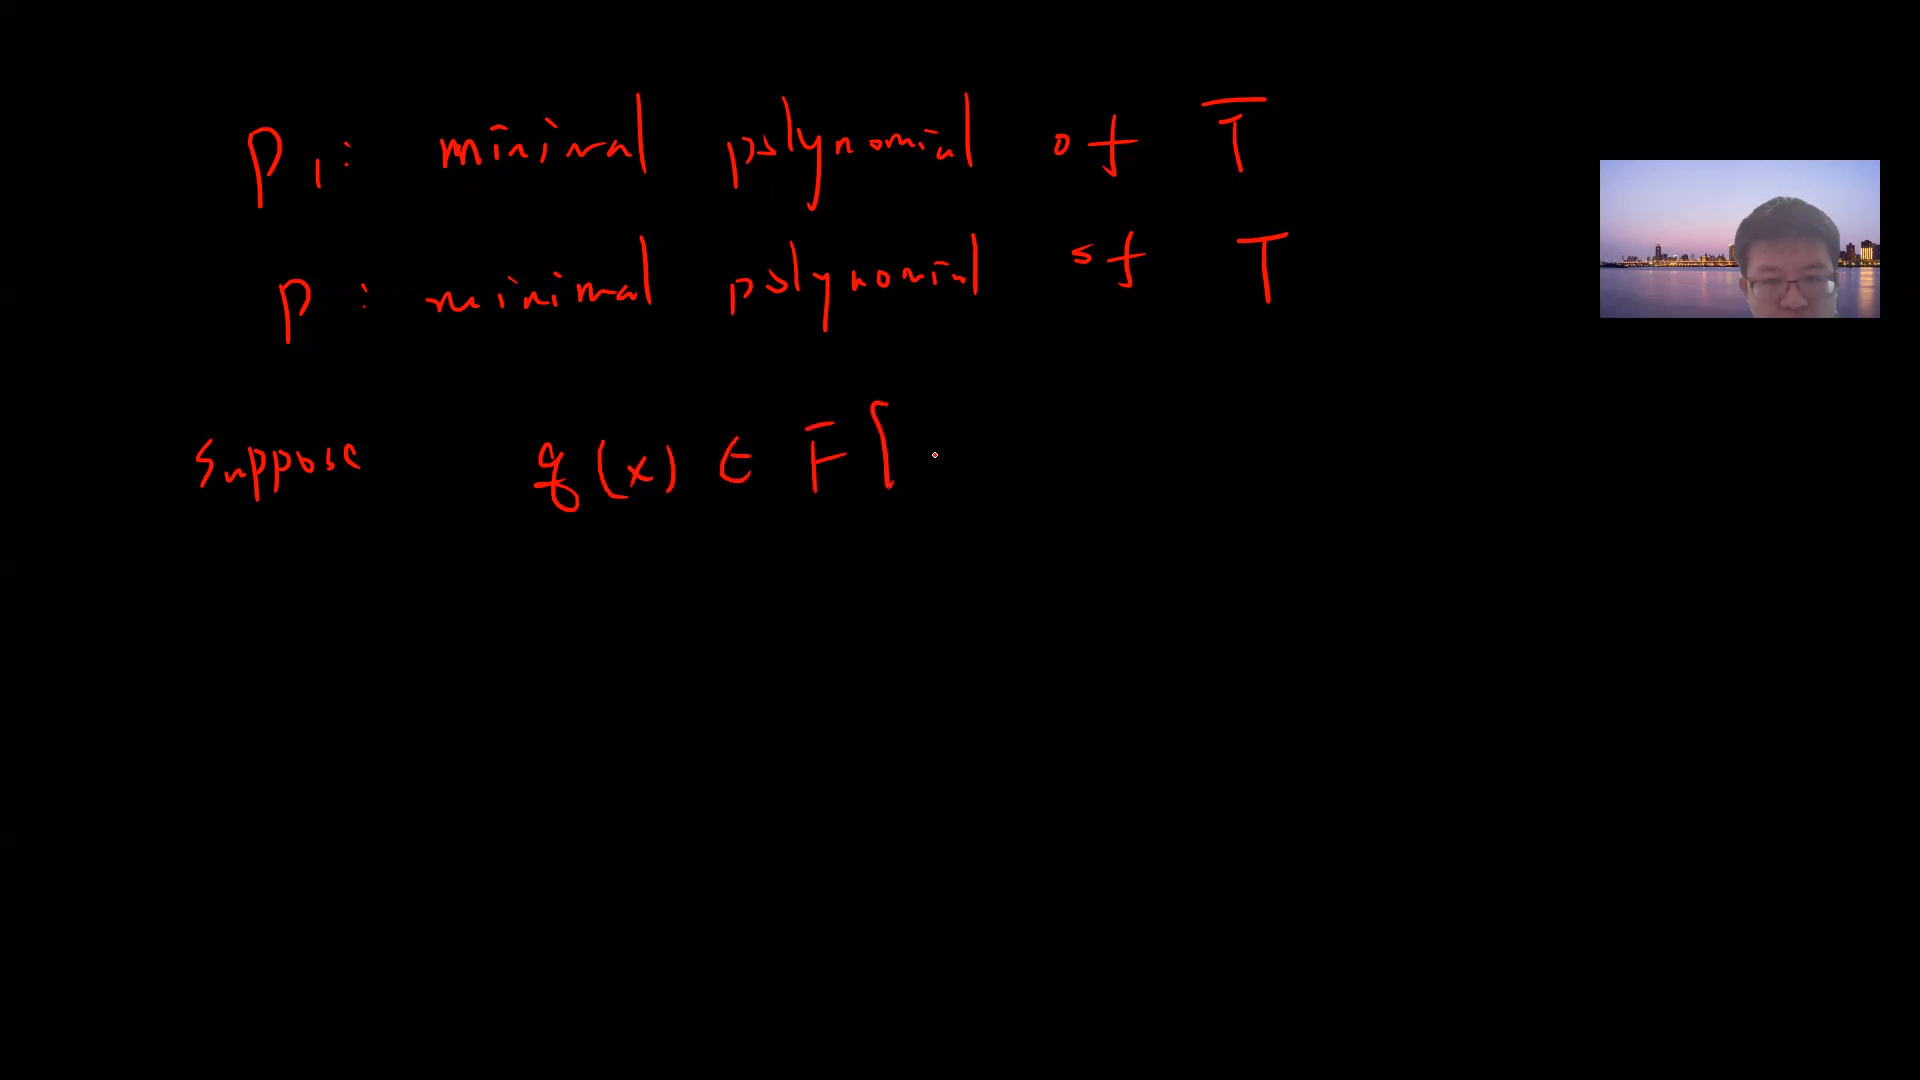 P₁: minimal polynomial of T̅
p : minimal polynomial of T
Suppose q(x) ∈ F[